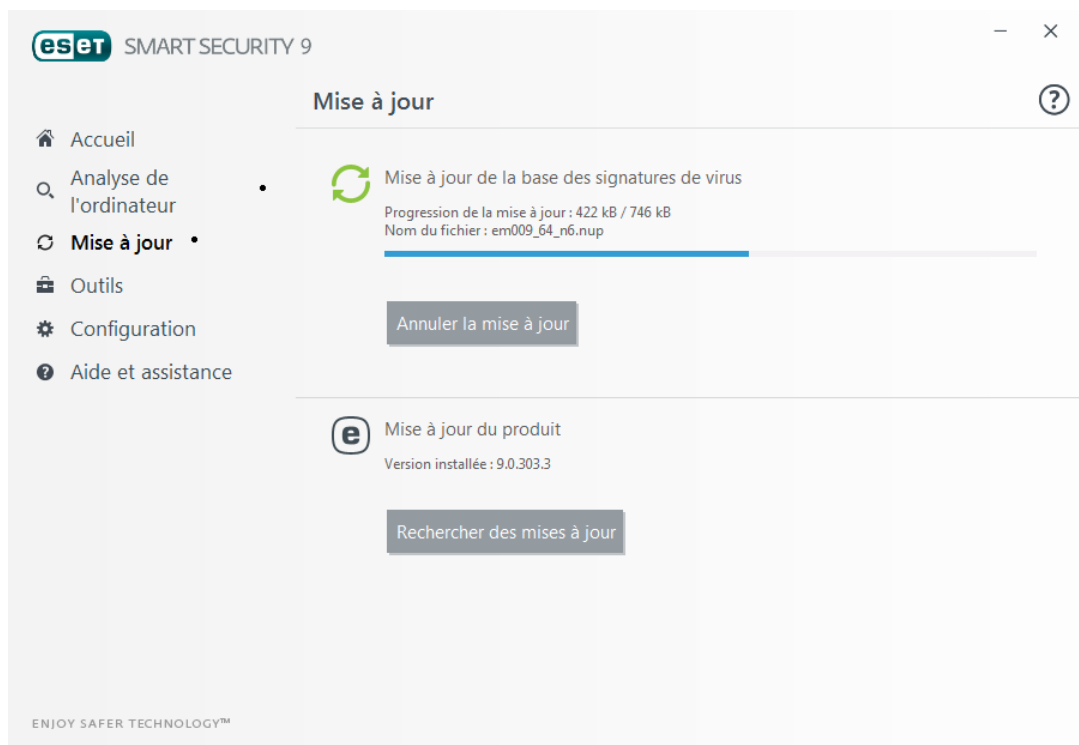 eset SMART SECURITY 9
Mise à jour
?
Accueil
Analyse de
l'ordinateur
Mise à jour
Outils
Configuration
Aide et assistance
Mise à jour de la base des signatures de virus
Progression de la mise à jour : 422 kB / 746 kB
Nom du fichier : em009_64_n6.nup
Annuler la mise à jour
e
Mise à jour du produit
Version installée : 9.0.303.3
Rechercher des mises à jour
ENJOY SAFER TECHNOLOGY™